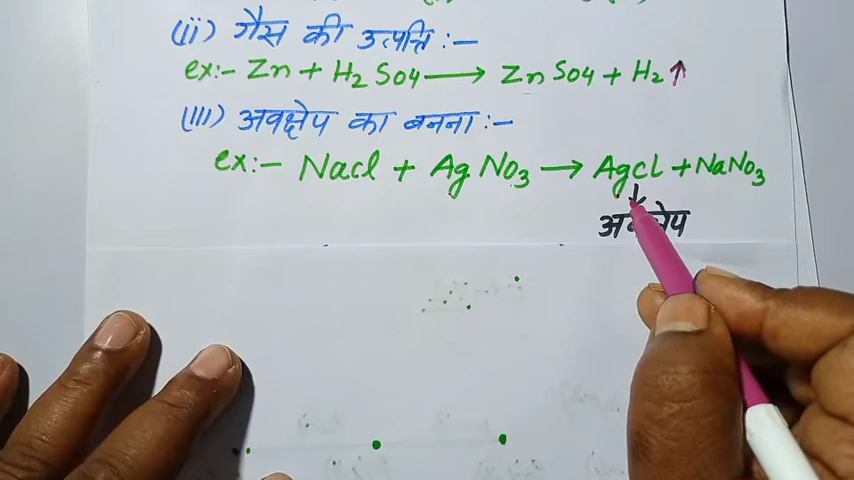 (ii) गैस की उत्पत्ति :-
ex:- Zn + H2 SO4 → Zn SO4 + H2 ↑
(III) अवक्षेप का बनना :-
ex:- Nacl + Ag NO3 → AgCl + NaNO3
↓
अवक्षेप